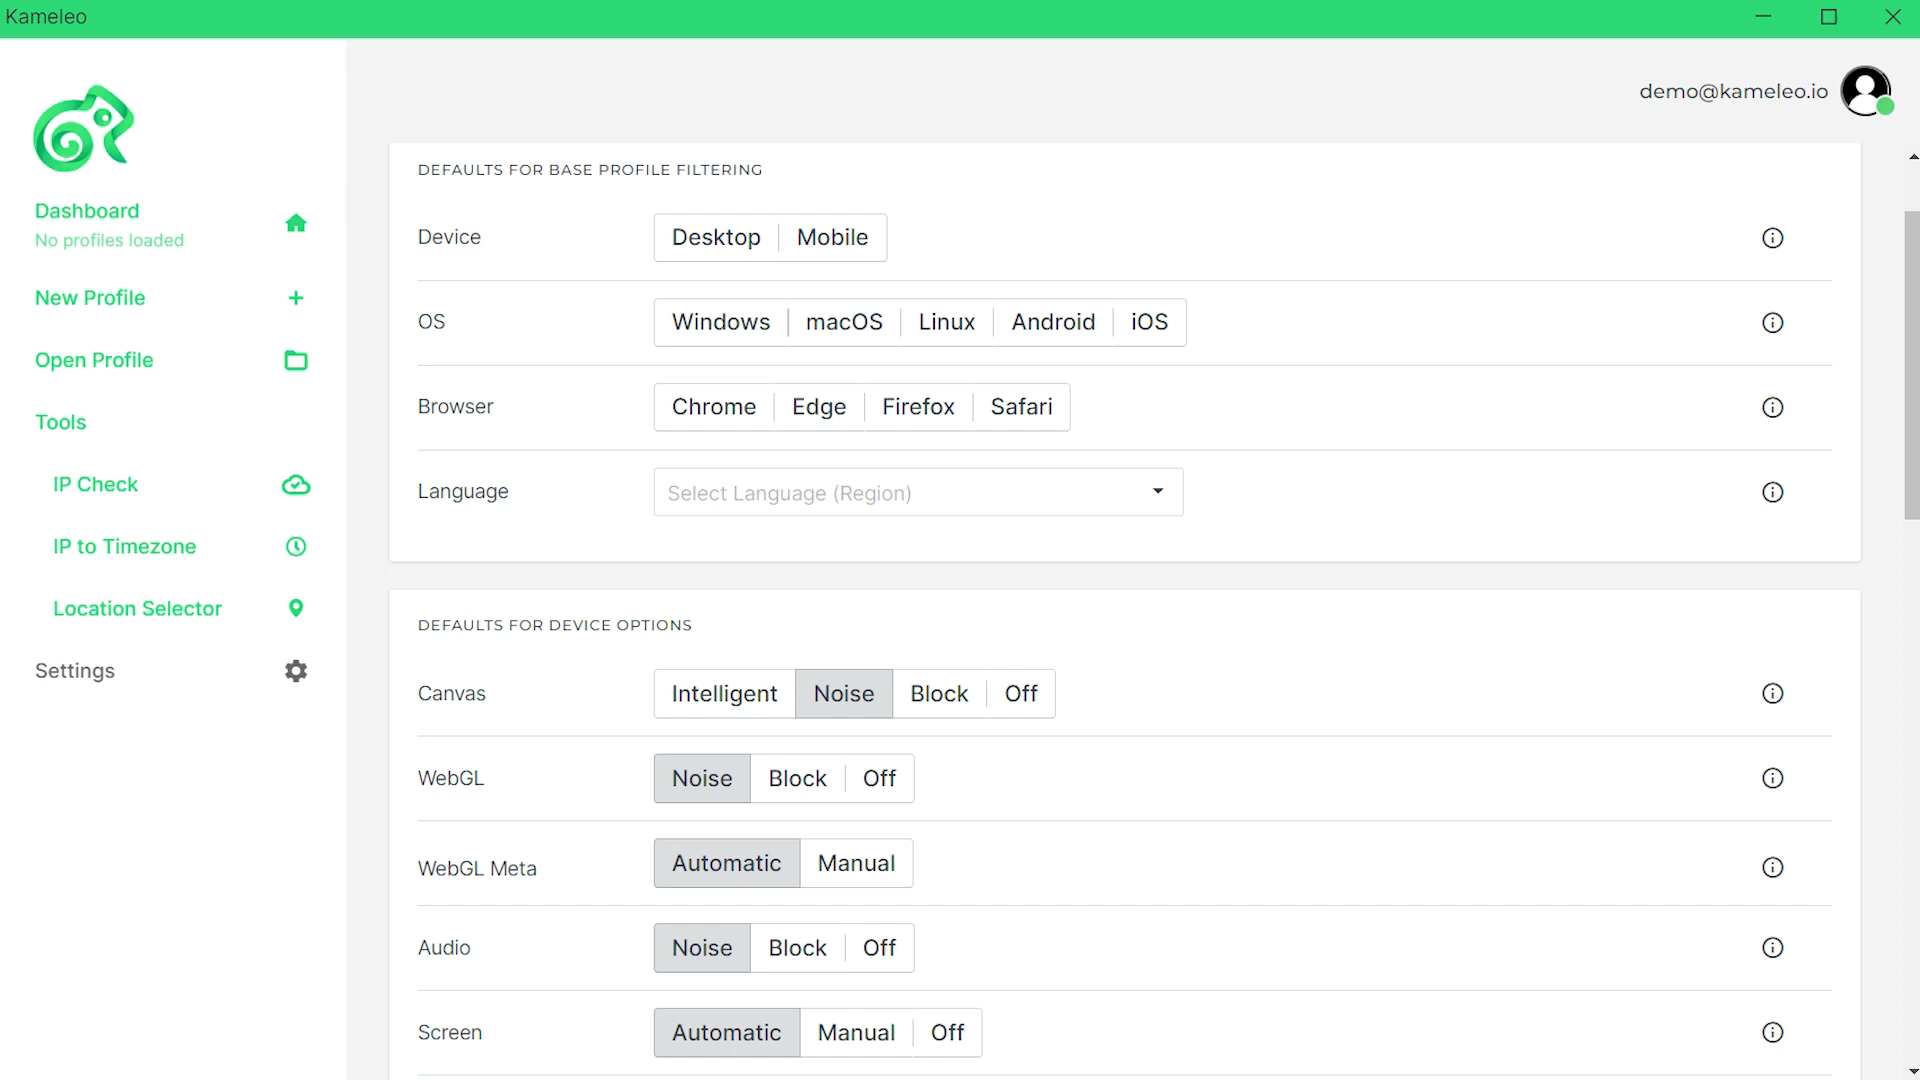 Kameleo
demo@kameleo.io
Dashboard
No profiles loaded
New Profile
Open Profile
Tools
IP Check
IP to Timezone
Location Selector
Settings
DEFAULTS FOR BASE PROFILE FILTERING
Device Desktop Mobile
OS Windows macOS Linux Android iOS
Browser Chrome Edge Firefox Safari
Language Select Language (Region)
DEFAULTS FOR DEVICE OPTIONS
Canvas Intelligent Noise Block Off
WebGL Noise Block Off
WebGL Meta Automatic Manual
Audio Noise Block Off
Screen Automatic Manual Off